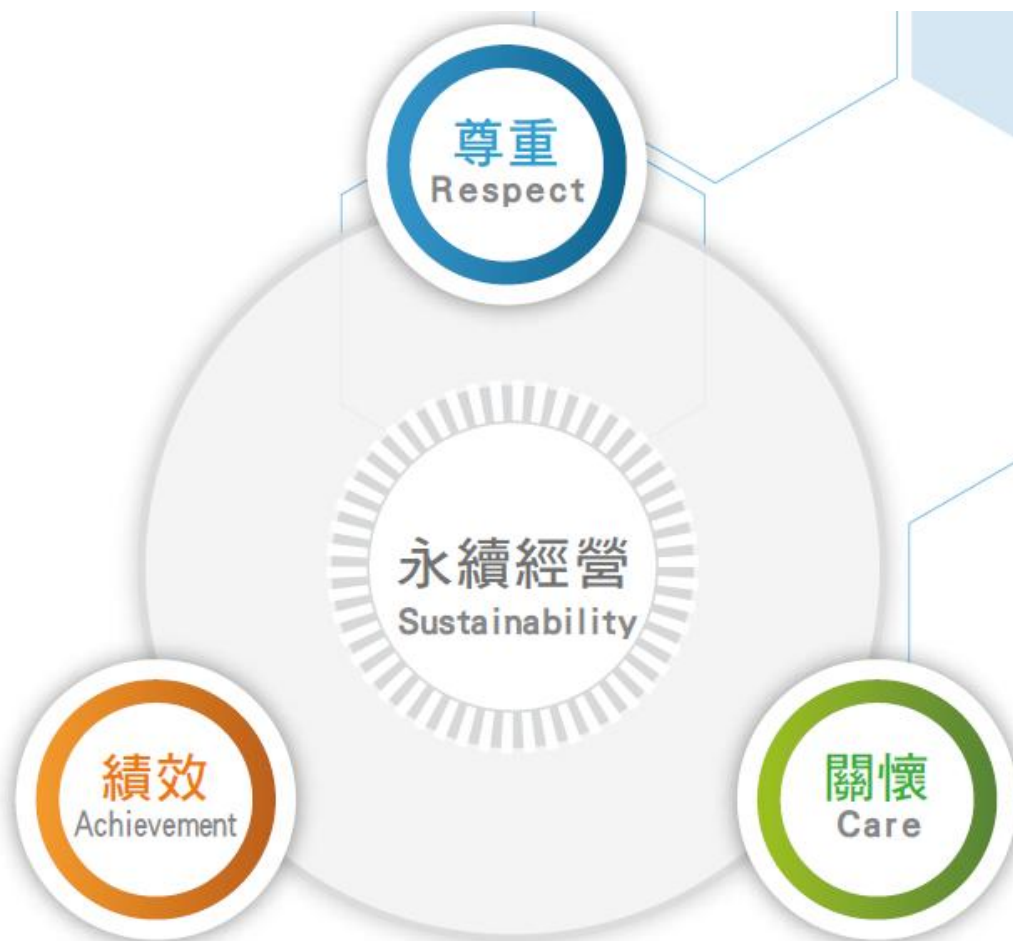 尊重
Respect
永續經營
Sustainability
績效
Achievement
關懷
Care